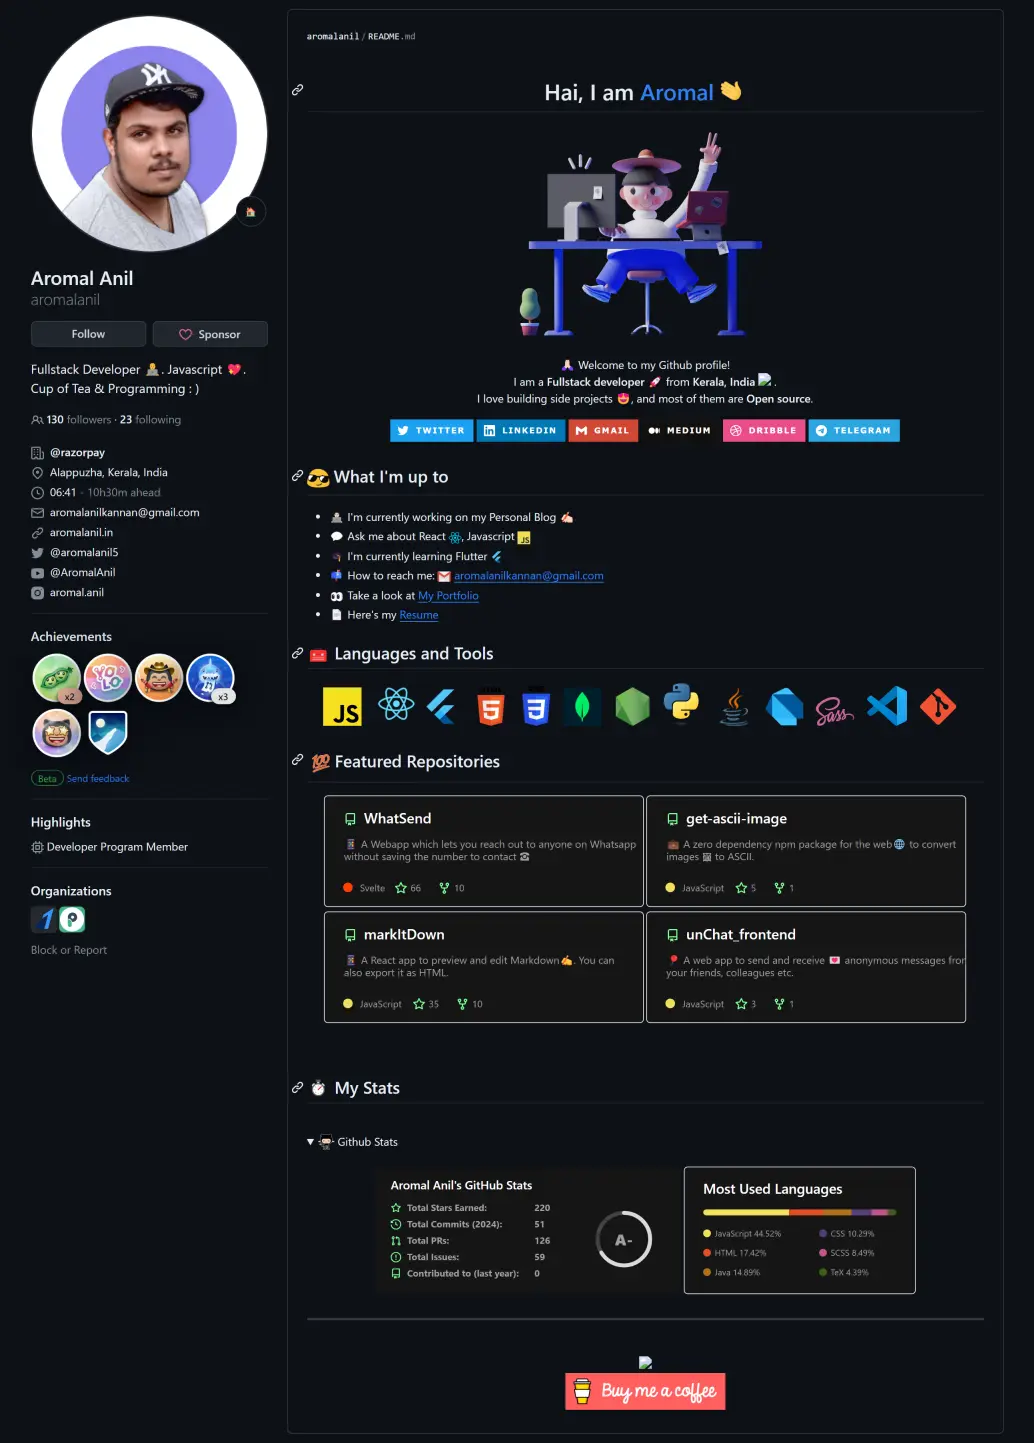 Aromal Anil
aromalanil
Follow
Sponsor
Fullstack Developer 👨‍💻. Javascript 💖.
Cup of Tea & Programming : )
130 followers · 23 following
@razorpay
Alappuzha, Kerala, India
06:41 - 10h30m ahead
aromalanilkannan@gmail.com
aromalanil.in
@aromalanil5
@AromalAnil
aromal.anil
Achievements
YOLO
x2
x3
Beta Send feedback
Highlights
Developer Program Member
Organizations
Block or Report
aromalanil/README.md
Hai, I am Aromal 👋
🙏🏻 Welcome to my Github profile!
I am a Fullstack developer 🚀 from Kerala, India .
I love building side projects 😍, and most of them are Open source.
TWITTER
LINKEDIN
GMAIL
MEDIUM
DRIBBLE
TELEGRAM
😎 What I'm up to
👨‍💻 I'm currently working on my Personal Blog ✍🏻
💬 Ask me about React, Javascript JS
I'm currently learning Flutter
📫 How to reach me: aromalanilkannan@gmail.com
👀 Take a look at My Portfolio
📄 Here's my Resume
🧰 Languages and Tools
JS
5
3
Sass
💯 Featured Repositories
WhatSend
📱 A Webapp which lets you reach out to anyone on Whatsapp
without saving the number to contact ☎
Svelte 66 10
get-ascii-image
💼 A zero dependency npm package for the web 🌐 to convert
images 🖼 to ASCII.
JavaScript 5 1
markItDown
📱 A React app to preview and edit Markdown ✍. You can
also export it as HTML.
JavaScript 35 10
unChat_frontend
🎈 A web app to send and receive 💌 anonymous messages from
your friends, colleagues etc.
JavaScript 3 1
⏱ My Stats
▼ Github Stats
Aromal Anil's GitHub Stats
Total Stars Earned: 220
Total Commits (2024): 51
Total PRs: 126
Total Issues: 59
Contributed to (last year): 0
A-
Most Used Languages
JavaScript 44.52%
HTML 17.42%
Java 14.89%
CSS 10.29%
SCSS 8.49%
TeX 4.39%
Buy me a coffee